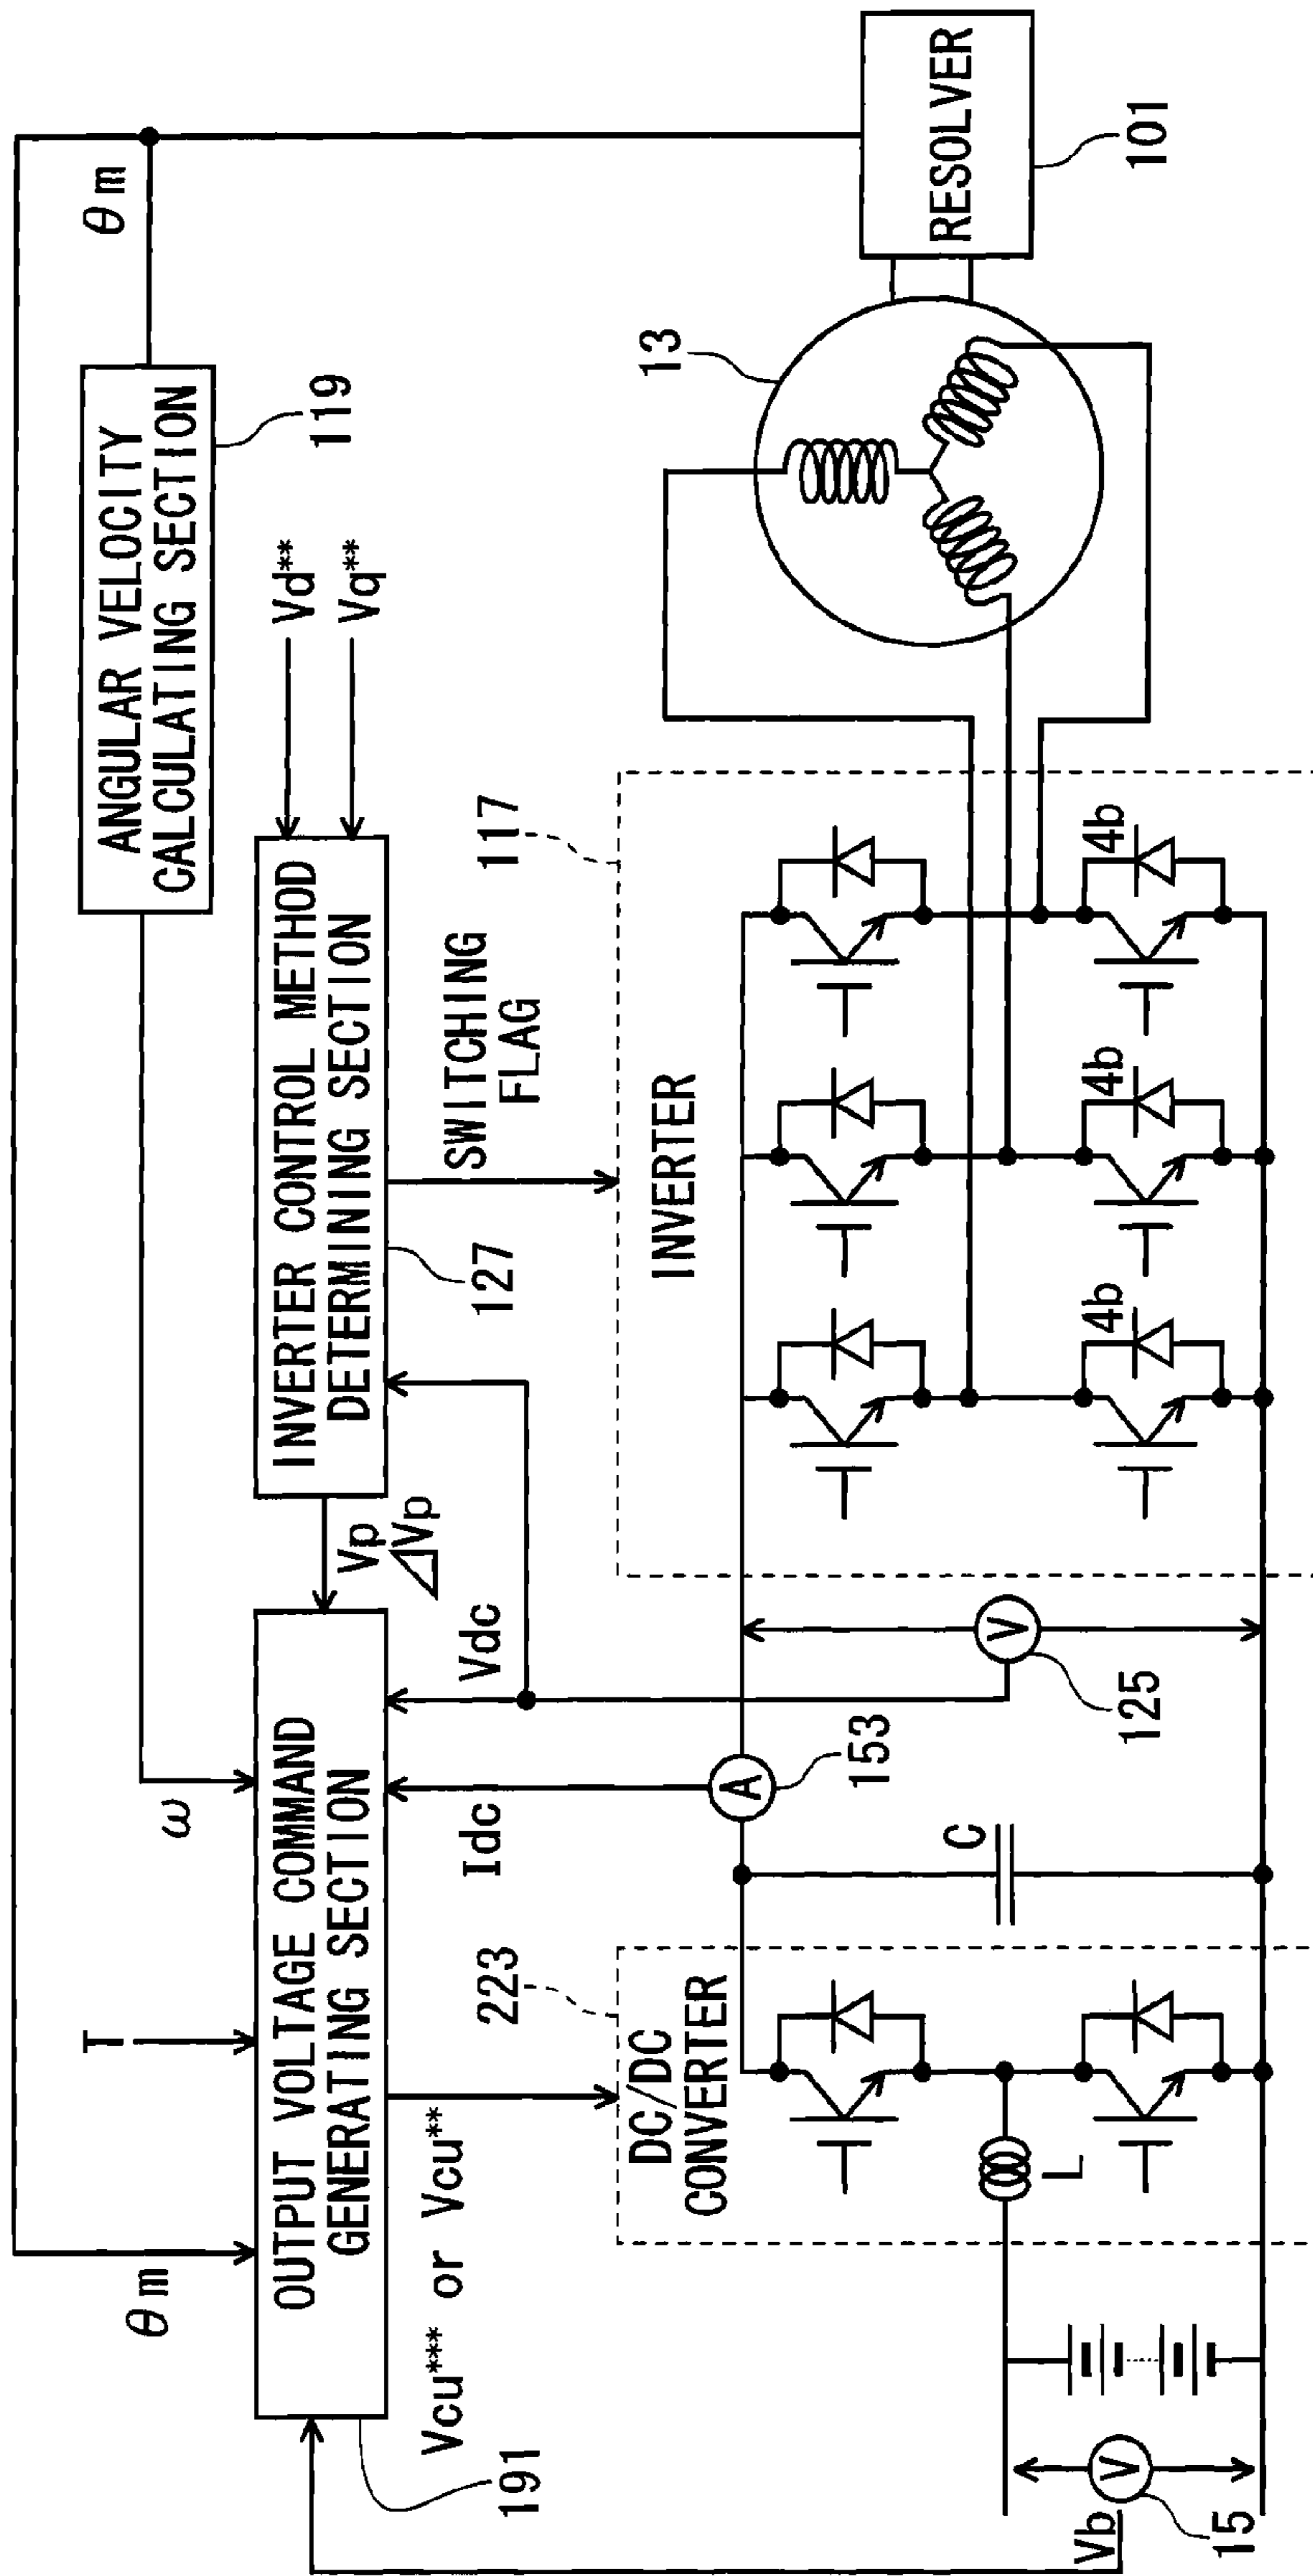 θm
θm
ANGULAR VELOCITY
CALCULATING SECTION
119
T
ω
OUTPUT VOLTAGE COMMAND
GENERATING SECTION
191
Vp
⊿Vp
INVERTER CONTROL METHOD
DETERMINING SECTION
127
Vd**
Vq**
Vcu*** or Vcu**
Idc
Vdc
SWITCHING
FLAG
223
DC/DC
CONVERTER
L
C
A
153
V
125
117
INVERTER
4b
4b
4b
13
RESOLVER
101
Vb
V
15